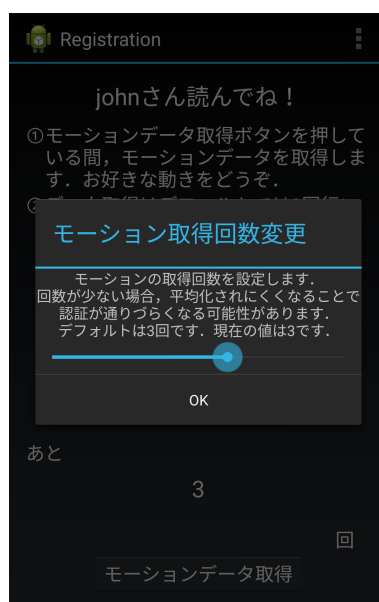 Registration
johnさん読んでね！
①モーションデータ取得ボタンを押して
いる間，モーションデータを取得しま
す．お好きな動きをどうぞ．
モーション取得回数変更
モーションの取得回数を設定します．
回数が少ない場合，平均化されにくくなることで
認証が通りづらくなる可能性があります．
デフォルトは3回です．現在の値は3です．
OK
あと
3
回
モーションデータ取得